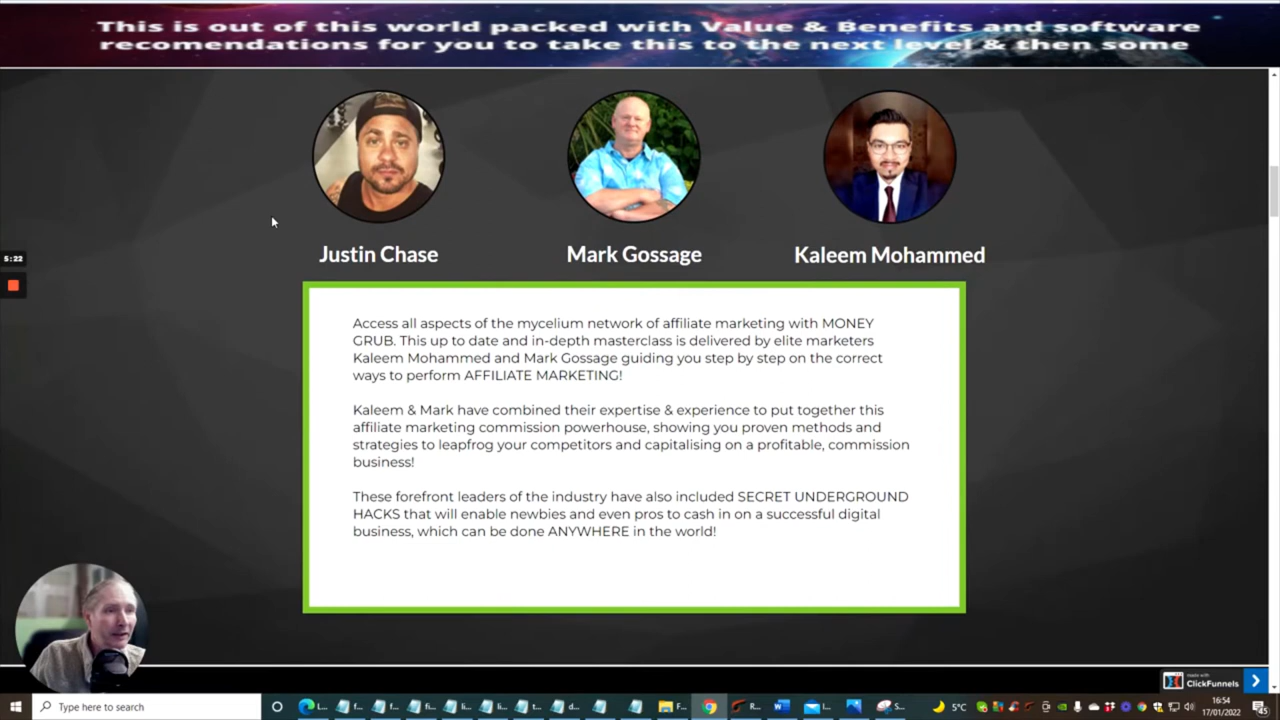 This is out of this world packed with Value & Benefits and software
recomendations for you to take this to the next level & then some
5:22
Justin Chase
Mark Gossage
Kaleem Mohammed
Access all aspects of the mycelium network of affiliate marketing with MONEY
GRUB. This up to date and in-depth masterclass is delivered by elite marketers
Kaleem Mohammed and Mark Gossage guiding you step by step on the correct
ways to perform AFFILIATE MARKETING!
Kaleem & Mark have combined their expertise & experience to put together this
affiliate marketing commission powerhouse, showing you proven methods and
strategies to leapfrog your competitors and capitalising on a profitable, commission
business!
These forefront leaders of the industry have also included SECRET UNDERGROUND
HACKS that will enable newbies and even pros to cash in on a successful digital
business, which can be done ANYWHERE in the world!
made with
ClickFunnels
Type here to search
L...
f...
f...
fi...
li...
li...
t...
d...
F...
R...
W...
I...
S...
5°C
16:54
17/01/2022
45